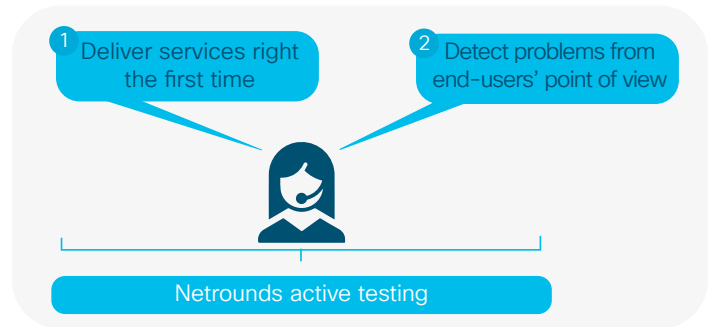 1
Deliver services right
the first time
2
Detect problems from
end-users’ point of view
Netrounds active testing